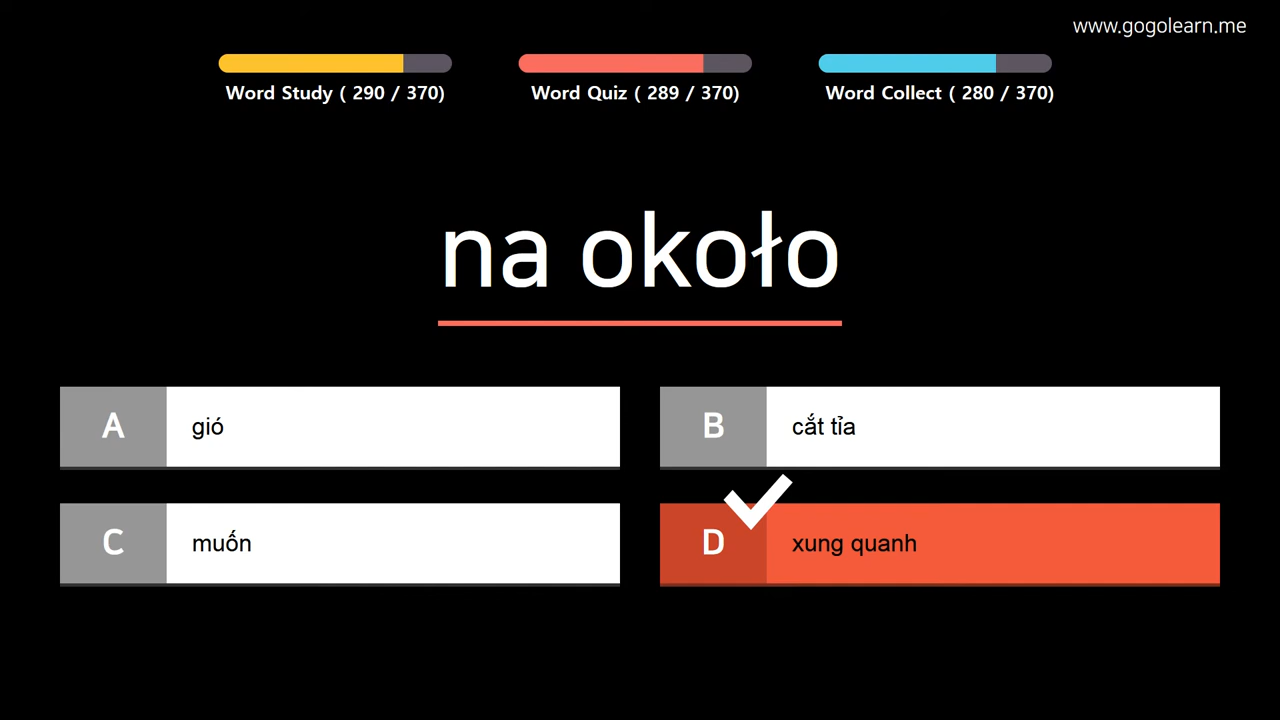 www.gogolearn.me
Word Study ( 290 / 370)
Word Quiz ( 289 / 370)
Word Collect ( 280 / 370)
na około
A gió
B cắt tỉa
C muốn
D xung quanh